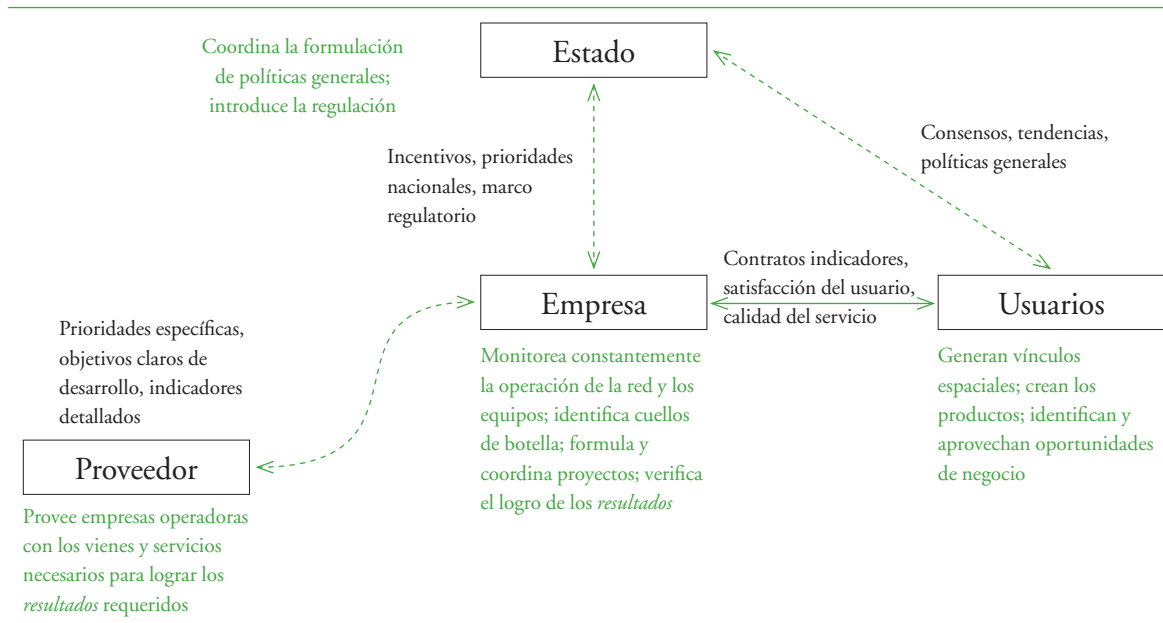 Coordina la formulación
de políticas generales;
introduce la regulación
Estado
Incentivos, prioridades
nacionales, marco
regulatorio
Consensos, tendencias,
políticas generales
Contratos indicadores,
satisfacción del usuario,
calidad del servicio
Empresa
Usuarios
Prioridades específicas,
objetivos claros de
desarrollo, indicadores
detallados
Monitorea constantemente
la operación de la red y los
equipos; identifica cuellos
de botella; formula y
coordina proyectos; verifica
el logro de los resultados
Generan vínculos
espaciales; crean los
productos; identifican y
aprovechan oportunidades
de negocio
Proveedor
Provee empresas operadoras
con los vienes y servicios
necesarios para lograr los
resultados requeridos